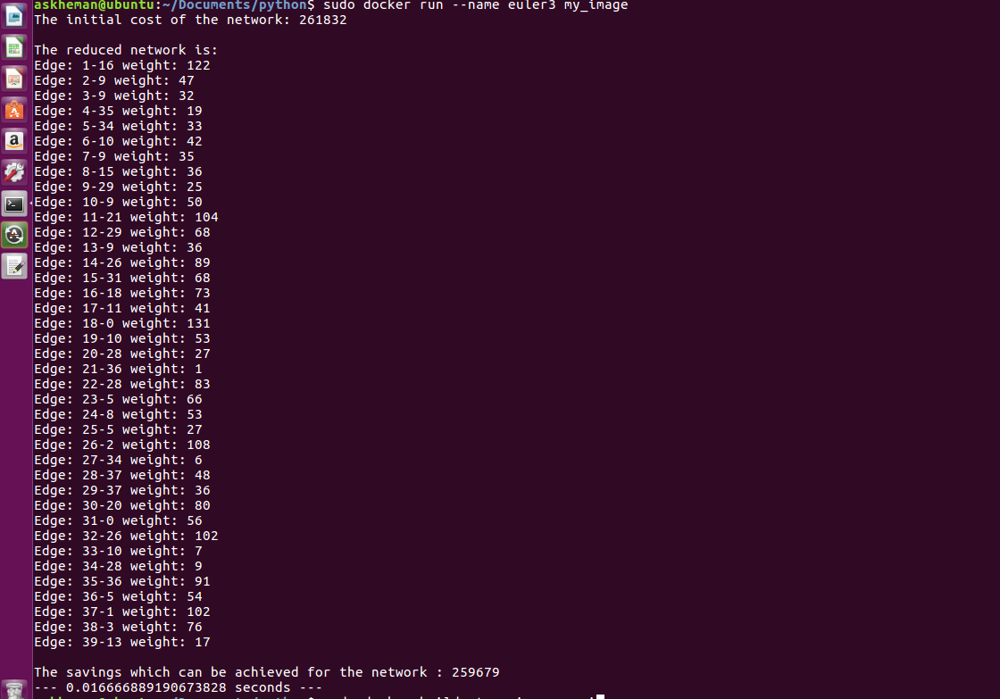 askheman@ubuntu:~/Documents/python$ sudo docker run --name euler3 my_image
The initial cost of the network: 261832
The reduced network is:
Edge: 1-16 weight: 122
Edge: 2-9 weight: 47
Edge: 3-9 weight: 32
Edge: 4-35 weight: 19
Edge: 5-34 weight: 33
Edge: 6-10 weight: 42
Edge: 7-9 weight: 35
Edge: 8-15 weight: 36
Edge: 9-29 weight: 25
Edge: 10-9 weight: 50
Edge: 11-21 weight: 104
Edge: 12-29 weight: 68
Edge: 13-9 weight: 36
Edge: 14-26 weight: 89
Edge: 15-31 weight: 68
Edge: 16-18 weight: 73
Edge: 17-11 weight: 41
Edge: 18-0 weight: 131
Edge: 19-10 weight: 53
Edge: 20-28 weight: 27
Edge: 21-36 weight: 1
Edge: 22-28 weight: 83
Edge: 23-5 weight: 66
Edge: 24-8 weight: 53
Edge: 25-5 weight: 27
Edge: 26-2 weight: 108
Edge: 27-34 weight: 6
Edge: 28-37 weight: 48
Edge: 29-37 weight: 36
Edge: 30-20 weight: 80
Edge: 31-0 weight: 56
Edge: 32-26 weight: 102
Edge: 33-10 weight: 7
Edge: 34-28 weight: 9
Edge: 35-36 weight: 91
Edge: 36-5 weight: 54
Edge: 37-1 weight: 102
Edge: 38-3 weight: 76
Edge: 39-13 weight: 17
The savings which can be achieved for the network : 259679
--- 0.016666889190673828 seconds ---